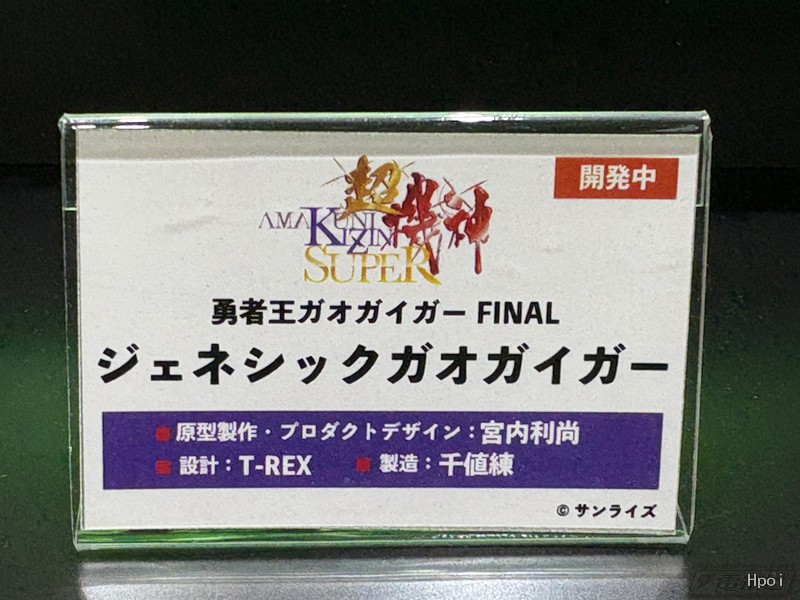 開発中
超機神
AMAKUNI
KIZIN
SUPER
勇者王ガオガイガー FINAL
ジェネシックガオガイガー
原型製作・プロダクトデザイン：宮内利尚
設計：T-REX 製造：千値練
© サンライズ
Hpoi